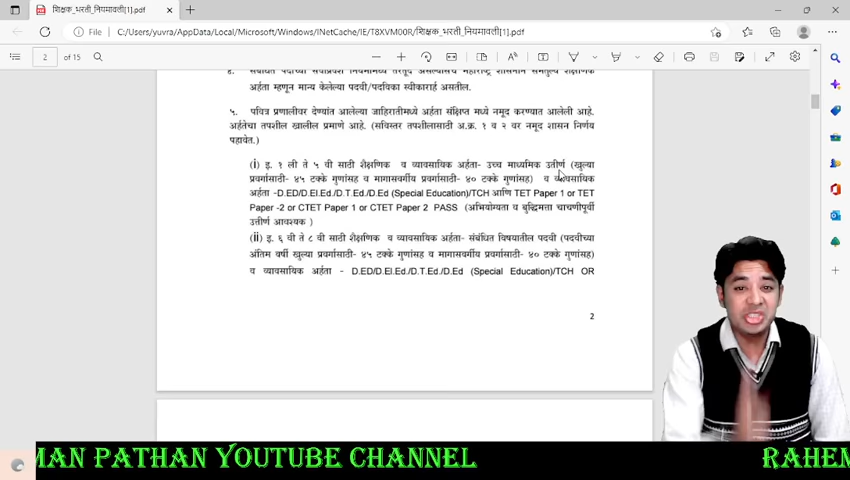 शिक्षक_भरती_नियमावली[1].pdf
File
C:/Users/yuvra/AppData/Local/Microsoft/Windows/INetCache/IE/T8XVM00R/शिक्षक_भरती_नियमावली[1].pdf
2 of 15
अर्हता म्हणून मान्य केलेल्या पदवी/पदविका स्वीकारार्ह असतील.
५. पवित्र प्रणालीवर देण्यांत आलेल्या जाहिरातीमध्ये अर्हता संक्षिप्त मध्ये नमूद करण्यात आलेली आहे.
अर्हतेचा तपशील खालील प्रमाणे आहे. (सविस्तर तपशीलासाठी अ.क्र. १ व २ वर नमूद शासन निर्णय
पहावेत.)
(i) इ. १ ली ते ५ वी साठी शैक्षणिक व व्यावसायिक अर्हता- उच्च माध्यमिक उतीर्ण (खुल्या
प्रवर्गासाठी- ४५ टक्के गुणांसह व मागासवर्गीय प्रवर्गासाठी- ४० टक्के गुणांसह) व व्यावसायिक
अर्हता -D.ED/D.El.Ed./D.T.Ed./D.Ed (Special Education)/TCH आणि TET Paper 1 or TET
Paper -2 or CTET Paper 1 or CTET Paper 2 PASS (अभियोग्यता व बुद्धिमत्ता चाचणीपूर्वी
उत्तीर्ण आवश्यक )
(ii) इ. ६ वी ते ८ वी साठी शैक्षणिक व व्यावसायिक अर्हता- संबंधित विषयातील पदवी (पदवीच्या
अंतिम वर्षी खुल्या प्रवर्गासाठी- ४५ टक्के गुणांसह व मागासवर्गीय प्रवर्गासाठी- ४० टक्के गुणांसह)
व व्यावसायिक अर्हता - D.ED/D.El.Ed./D.T.Ed./D.Ed (Special Education)/TCH OR
2
MAN PATHAN YOUTUBE CHANNEL
RAHEM